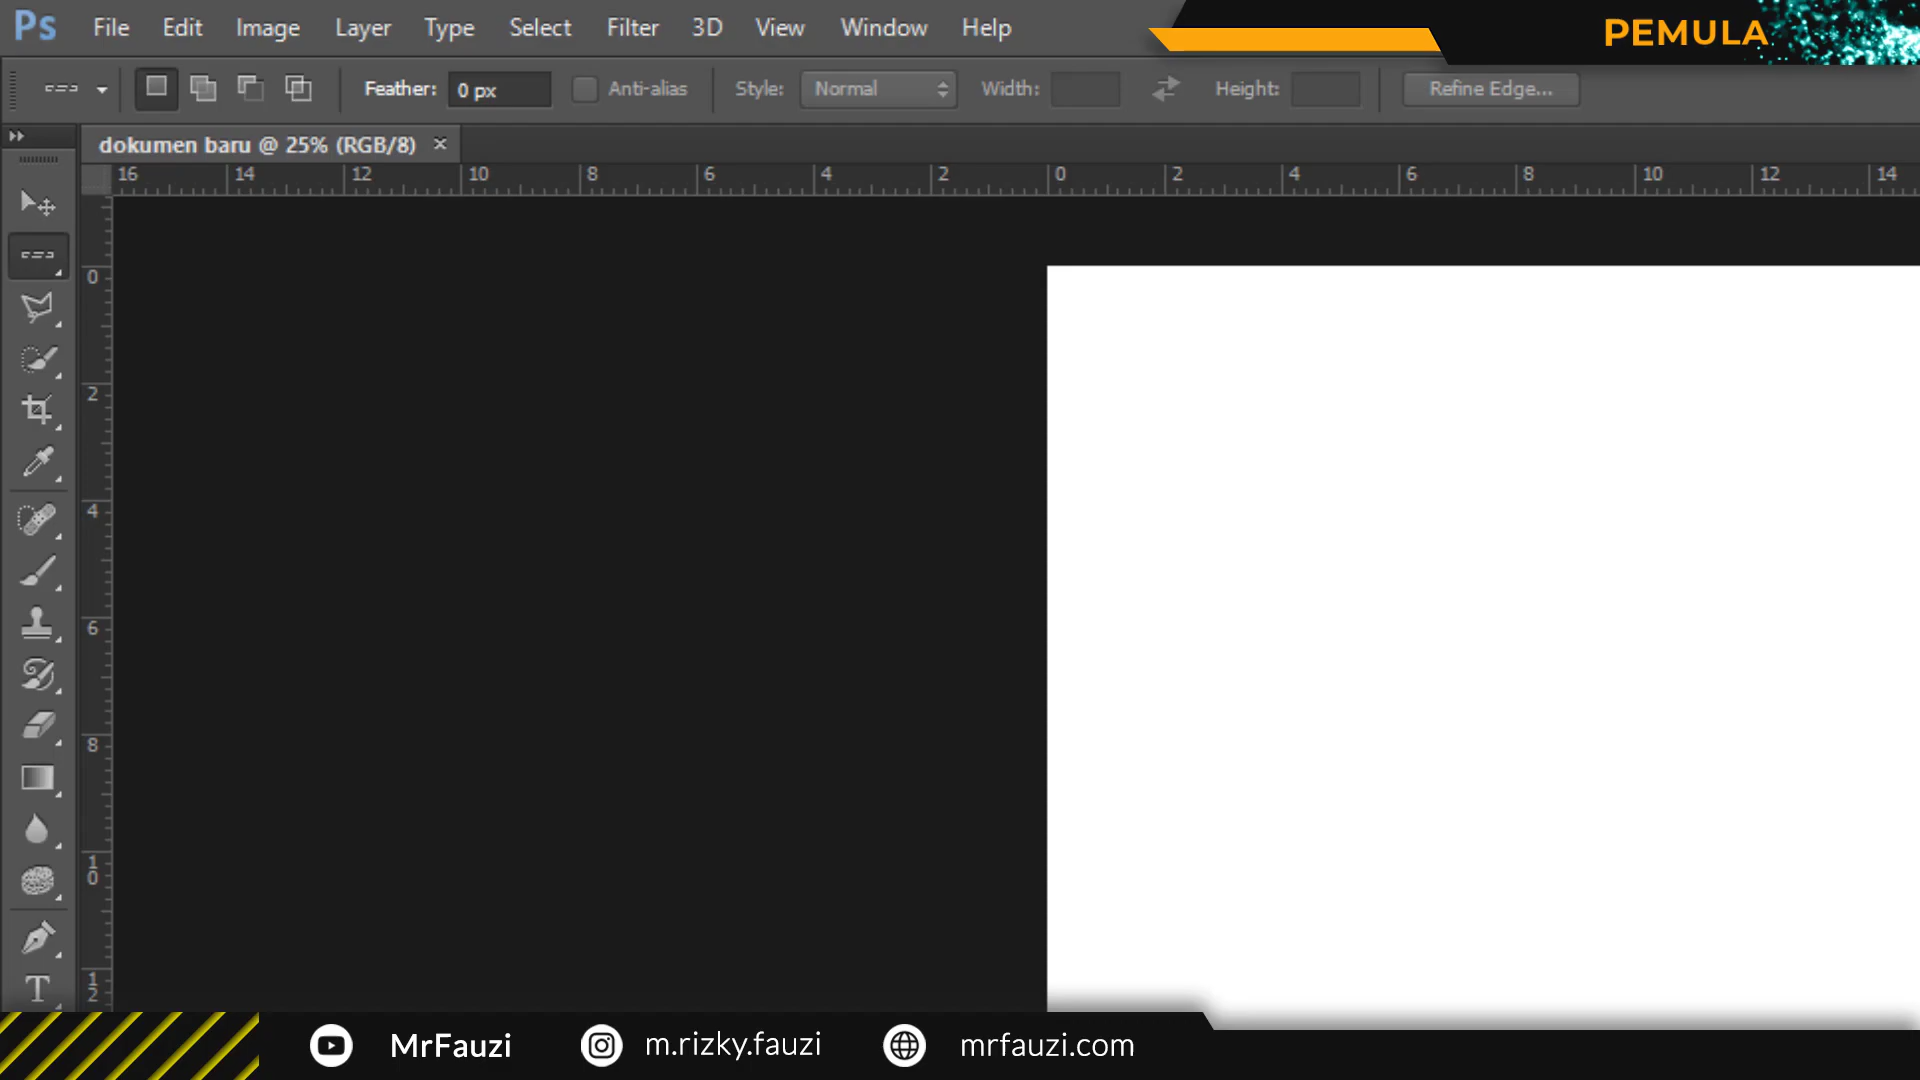 Ps File Edit Image Layer Type Select Filter 3D View Window Help
PEMULA
Feather: 0 px Anti-alias Style: Normal Width: Height: Refine Edge...
dokumen baru @ 25% (RGB/8) ×
16 14 12 10 8 6 4 2 0 2 4 6 8 10 12 14
0
2
4
6
8
10
12
T
MrFauzi m.rizky.fauzi mrfauzi.com